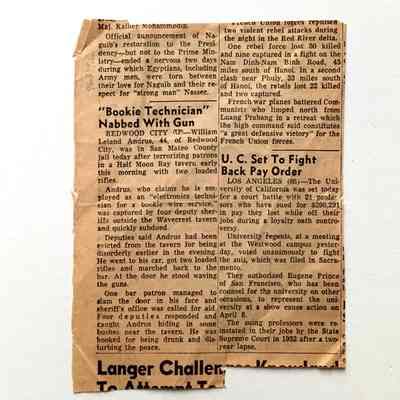 Maj. Kalhec Mohammodig.
Official announcement of Na-
guib's restoration to the Presi-
dency—but not to the Prime Min-
istry—ended a nervous two days
during which Egyptians, including
Army men, were torn between
their love for Naguib and their re-
spect for "strong man" Nasser.
"Bookie Technician"
Nabbed With Gun
REDWOOD CITY (UP)—William
Leland Andrus, 44, of Redwood
City, was in San Mateo County
jail today after terrorizing patrons
in a Half Moon Bay tavern early
this morning with two loaded
rifles.
Andrus, who claims he is em-
ployed as an "electronics techni-
cian for a bookie wire service,"
was captured by four deputy sher-
iffs outside the Wavecrest tavern
and quickly subdued.
Deputies said Andrus had been
evicted from the tavern for being
disorderly earlier in the evening.
He went to his car, got two loaded
rifles and marched back to the
bar. At the door he stood waving
the guns.
One bar patron managed to
slam the door in his face and
sheriff's office was called for aid
Four deputies responded and
caught Andrus hiding in some
bushes near the tavern. He was
booked for being drunk and dis-
turbing the peace.
French Union forces repulsed
two violent rebel attacks during
the night in the Red River delta.
One rebel force lost 30 killed
and nine captured in a fight on the
Nam Dinh-Nam Binh Road, 45
miles south of Hanoi. In a second
clash near Phuly, 33 miles south
of Hanoi, the rebels lost 22 killed
and two captured.
French war planes battered Com-
munists who limped north from
Luang Prabang in a retreat which
the high command said constitutes
"a great defensive victory" for the
French Union forces.
U. C. Set To Fight
Back Pay Order
LOS ANGELES — The
University of California was set today
for a court battle with 21 profes-
sors who have sued for $290,291
in pay they lost while off their
jobs during a loyalty oath contro-
versy.
University regents, at a meeting
at the Westwood campus yester-
day, voted unanimously to fight
the suit, which was filed in Sacra-
mento.
They authorized Eugene Prince
of San Francisco, who has been
counsel for the university on other
occasions, to represent the uni-
versity at a show cause action on
April 8.
The suing professors were re-
instated in their jobs by the State
Supreme Court in 1952 after a two
year lapse.
Langer Challen
To Attempt To